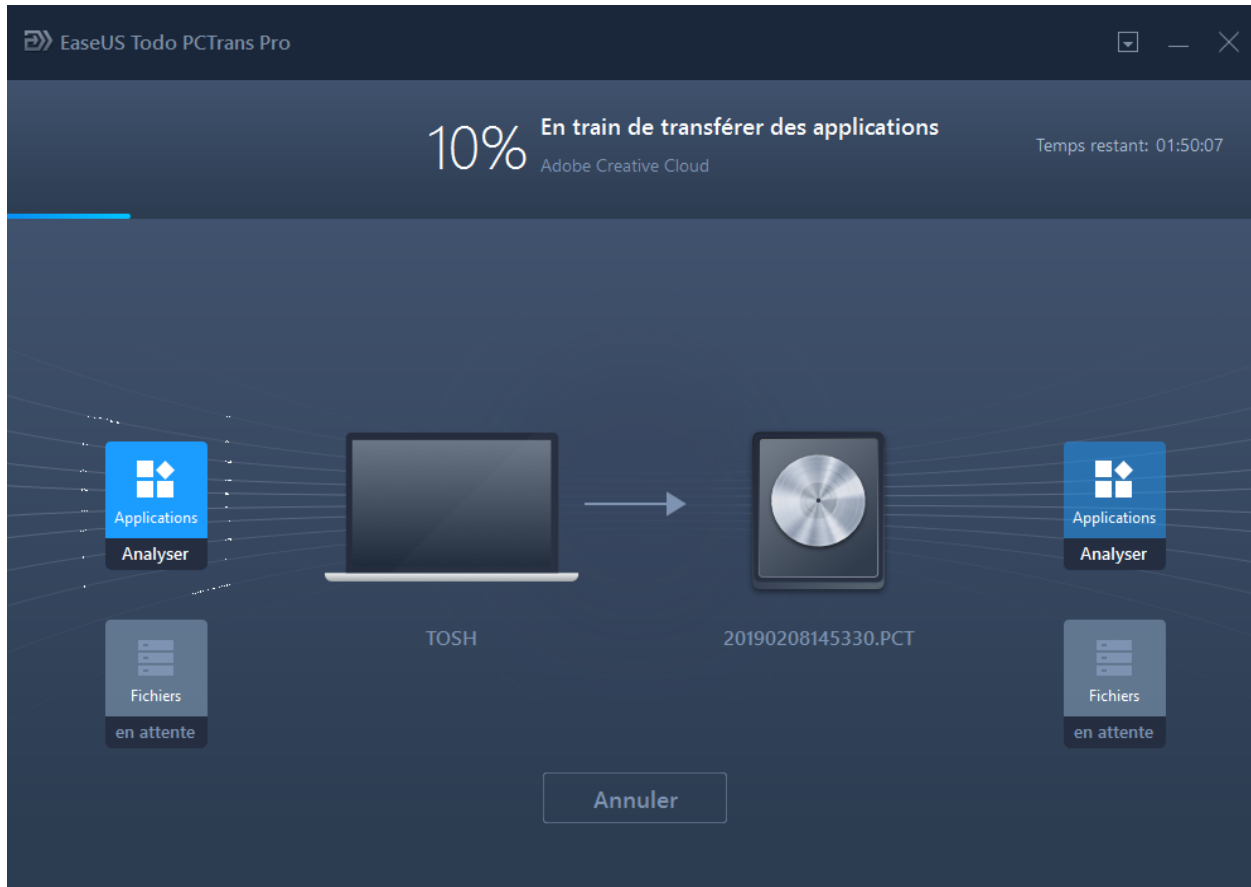 EaseUS Todo PCTrans Pro
10%
En train de transférer des applications
Adobe Creative Cloud
Temps restant: 01:50:07
Applications
Analyser
Applications
Analyser
TOSH
20190208145330.PCT
Fichiers
en attente
Fichiers
en attente
Annuler